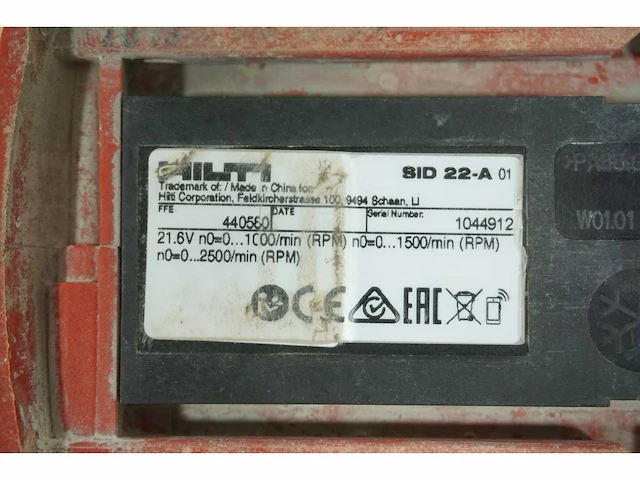 HILTI
SID 22-A 01
Trademark of: / Made in China for:
Hilti Corporation, Feldkircherstrasse 100, 9494 Schaan, LI
FFE DATE Serial Number:
440580 1044912
21.6V n0=0...1000/min (RPM) n0=0...1500/min (RPM)
n0=0...2500/min (RPM)
CE EAC
W01.01